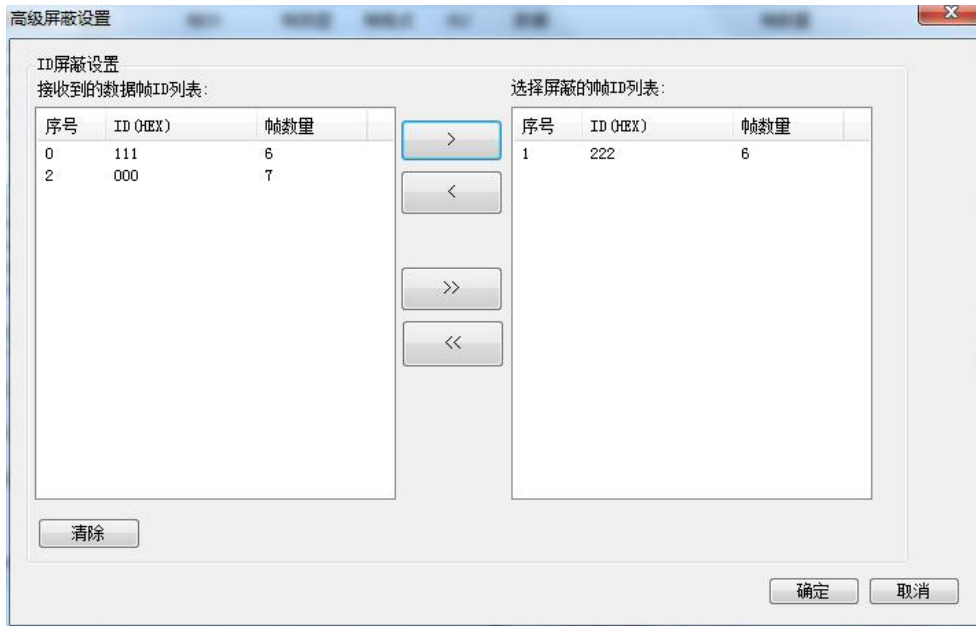 高级屏蔽设置
ID屏蔽设置
接收到的数据帧ID列表:
序号 ID(HEX) 帧数量
0 111 6
2 000 7
>
<
>>
<<
选择屏蔽的帧ID列表:
序号 ID(HEX) 帧数量
1 222 6
清除
确定 取消